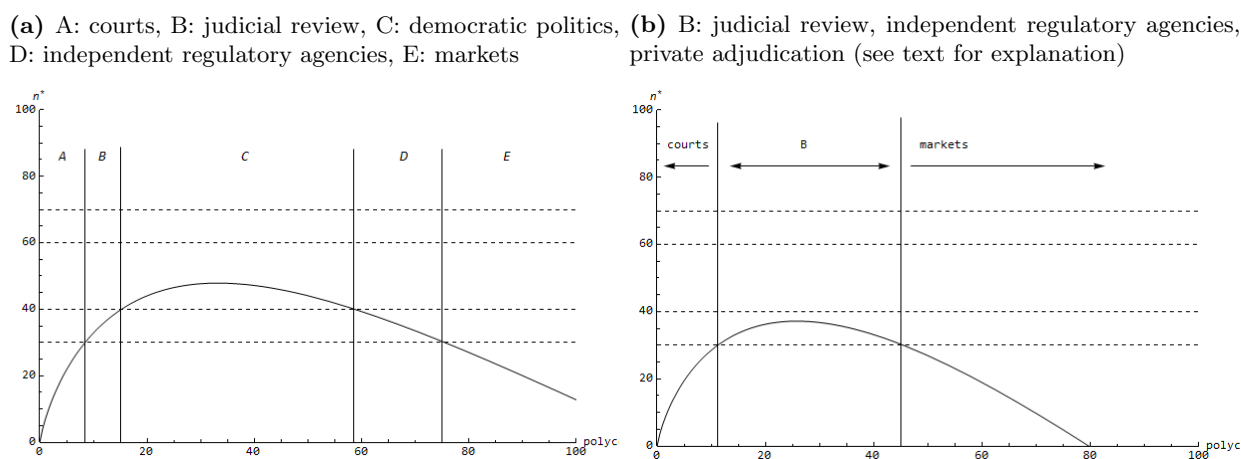 (a) A: courts, B: judicial review, C: democratic politics,
D: independent regulatory agencies, E: markets
(b) B: judicial review, independent regulatory agencies,
private adjudication (see text for explanation)
n*
100
80
60
40
20
0
A
B
C
D
E
0
20
40
60
80
100
polyc
n*
100
80
60
40
20
0
courts
B
markets
0
20
40
60
80
100
polyc